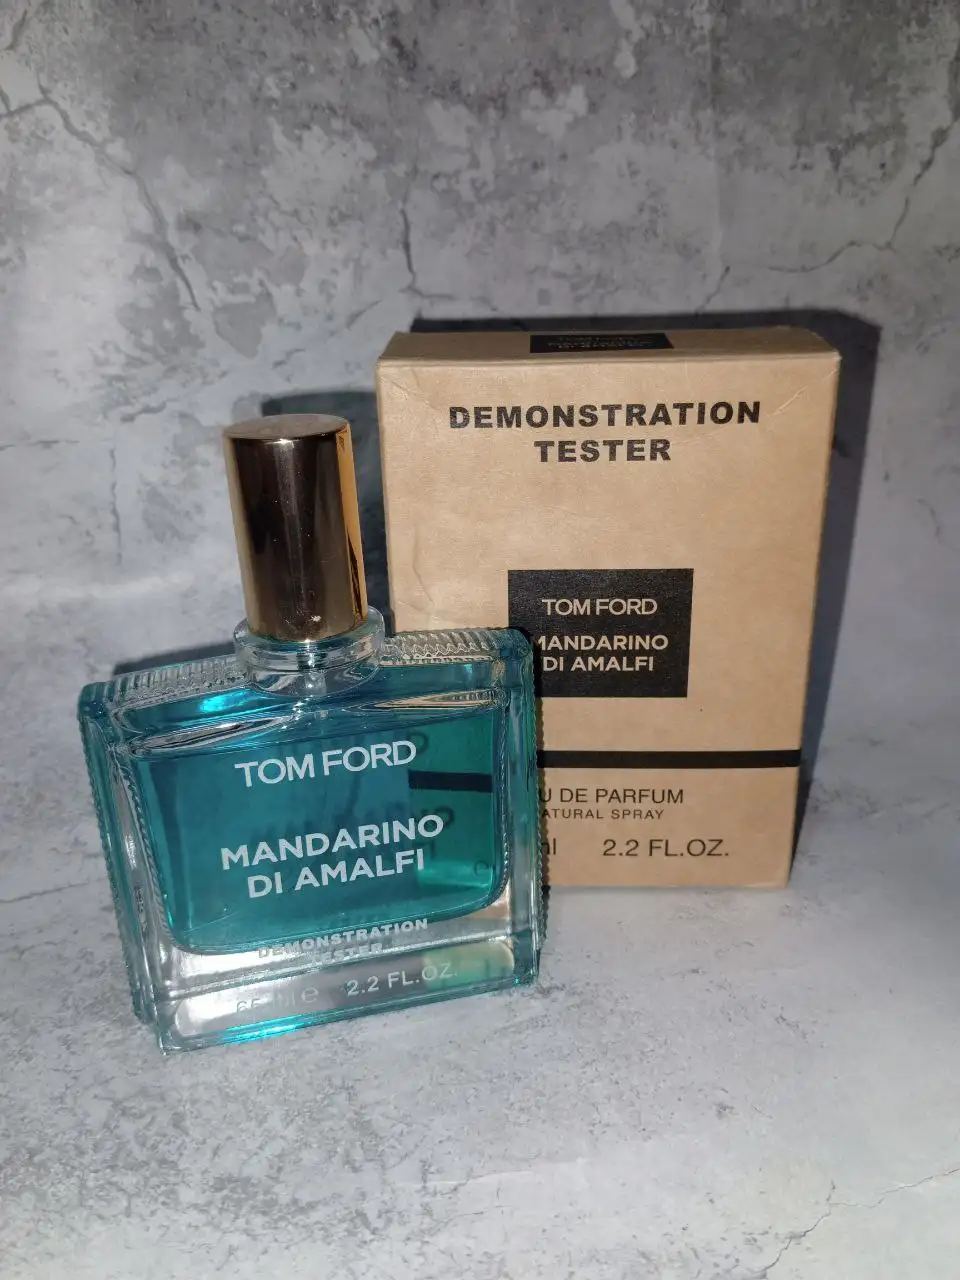 DEMONSTRATION
TESTER
TOM FORD
MANDARINO
DI AMALFI
DE PARFUM
SPRAY
2.2 FL.OZ.
TOM FORD
MANDARINO
DI AMALFI
DEMONSTRATION
TESTER
e 2.2 FL.OZ.